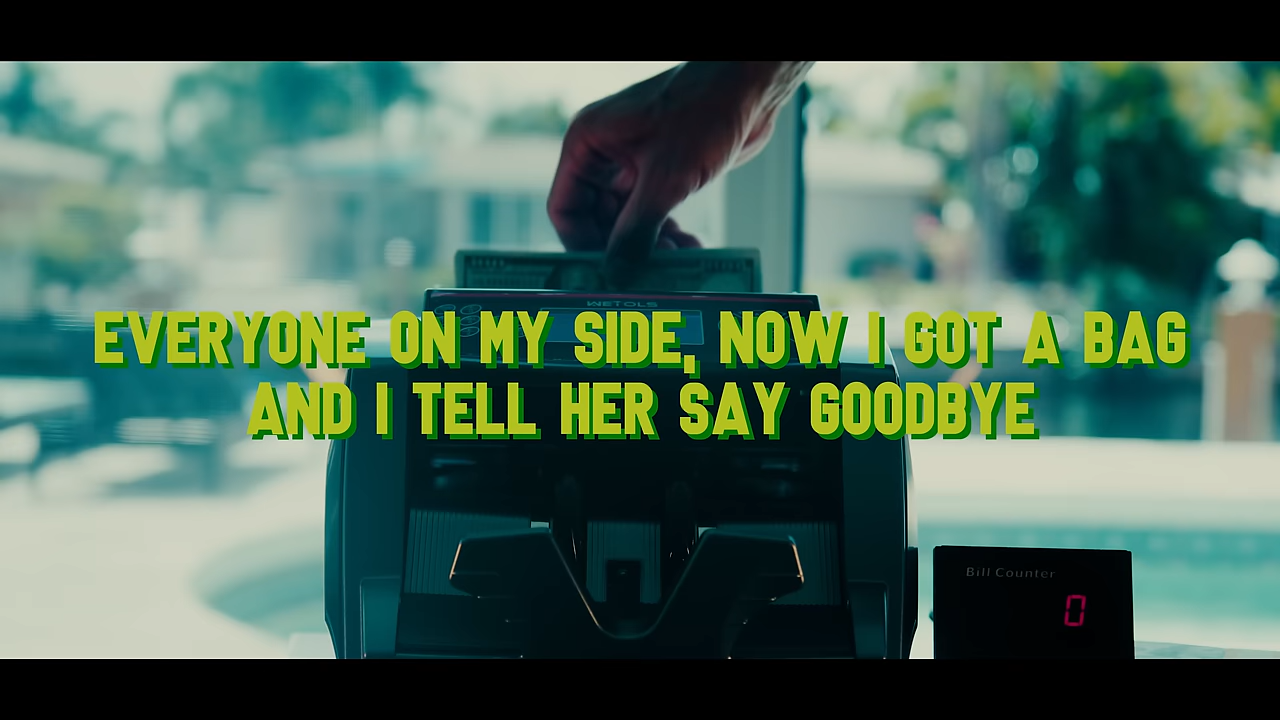 WETOLS
EVERYONE ON MY SIDE, NOW I GOT A BAG
AND I TELL HER SAY GOODBYE
Bill Counter
0